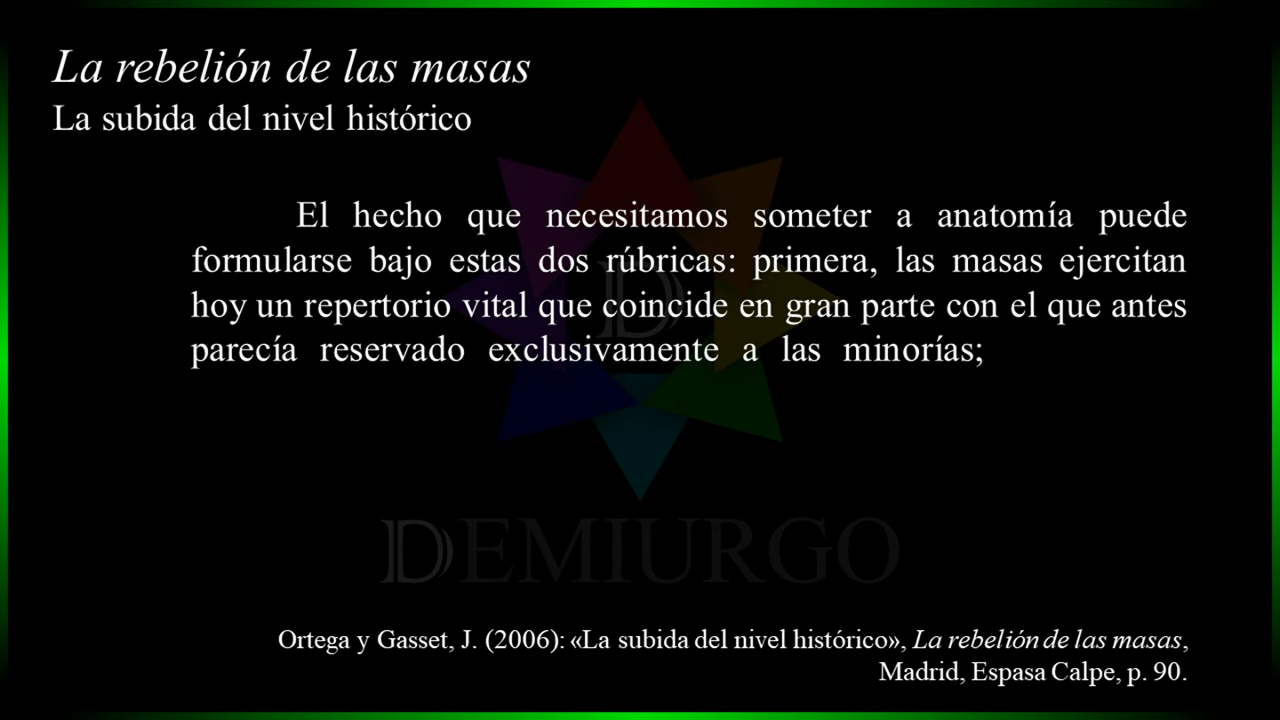 La rebelión de las masas
La subida del nivel histórico
El hecho que necesitamos someter a anatomía puede
formularse bajo estas dos rúbricas: primera, las masas ejercitan
hoy un repertorio vital que coincide en gran parte con el que antes
parecía reservado exclusivamente a las minorías;
D
DEMIURGO
Ortega y Gasset, J. (2006): «La subida del nivel histórico», La rebelión de las masas,
Madrid, Espasa Calpe, p. 90.